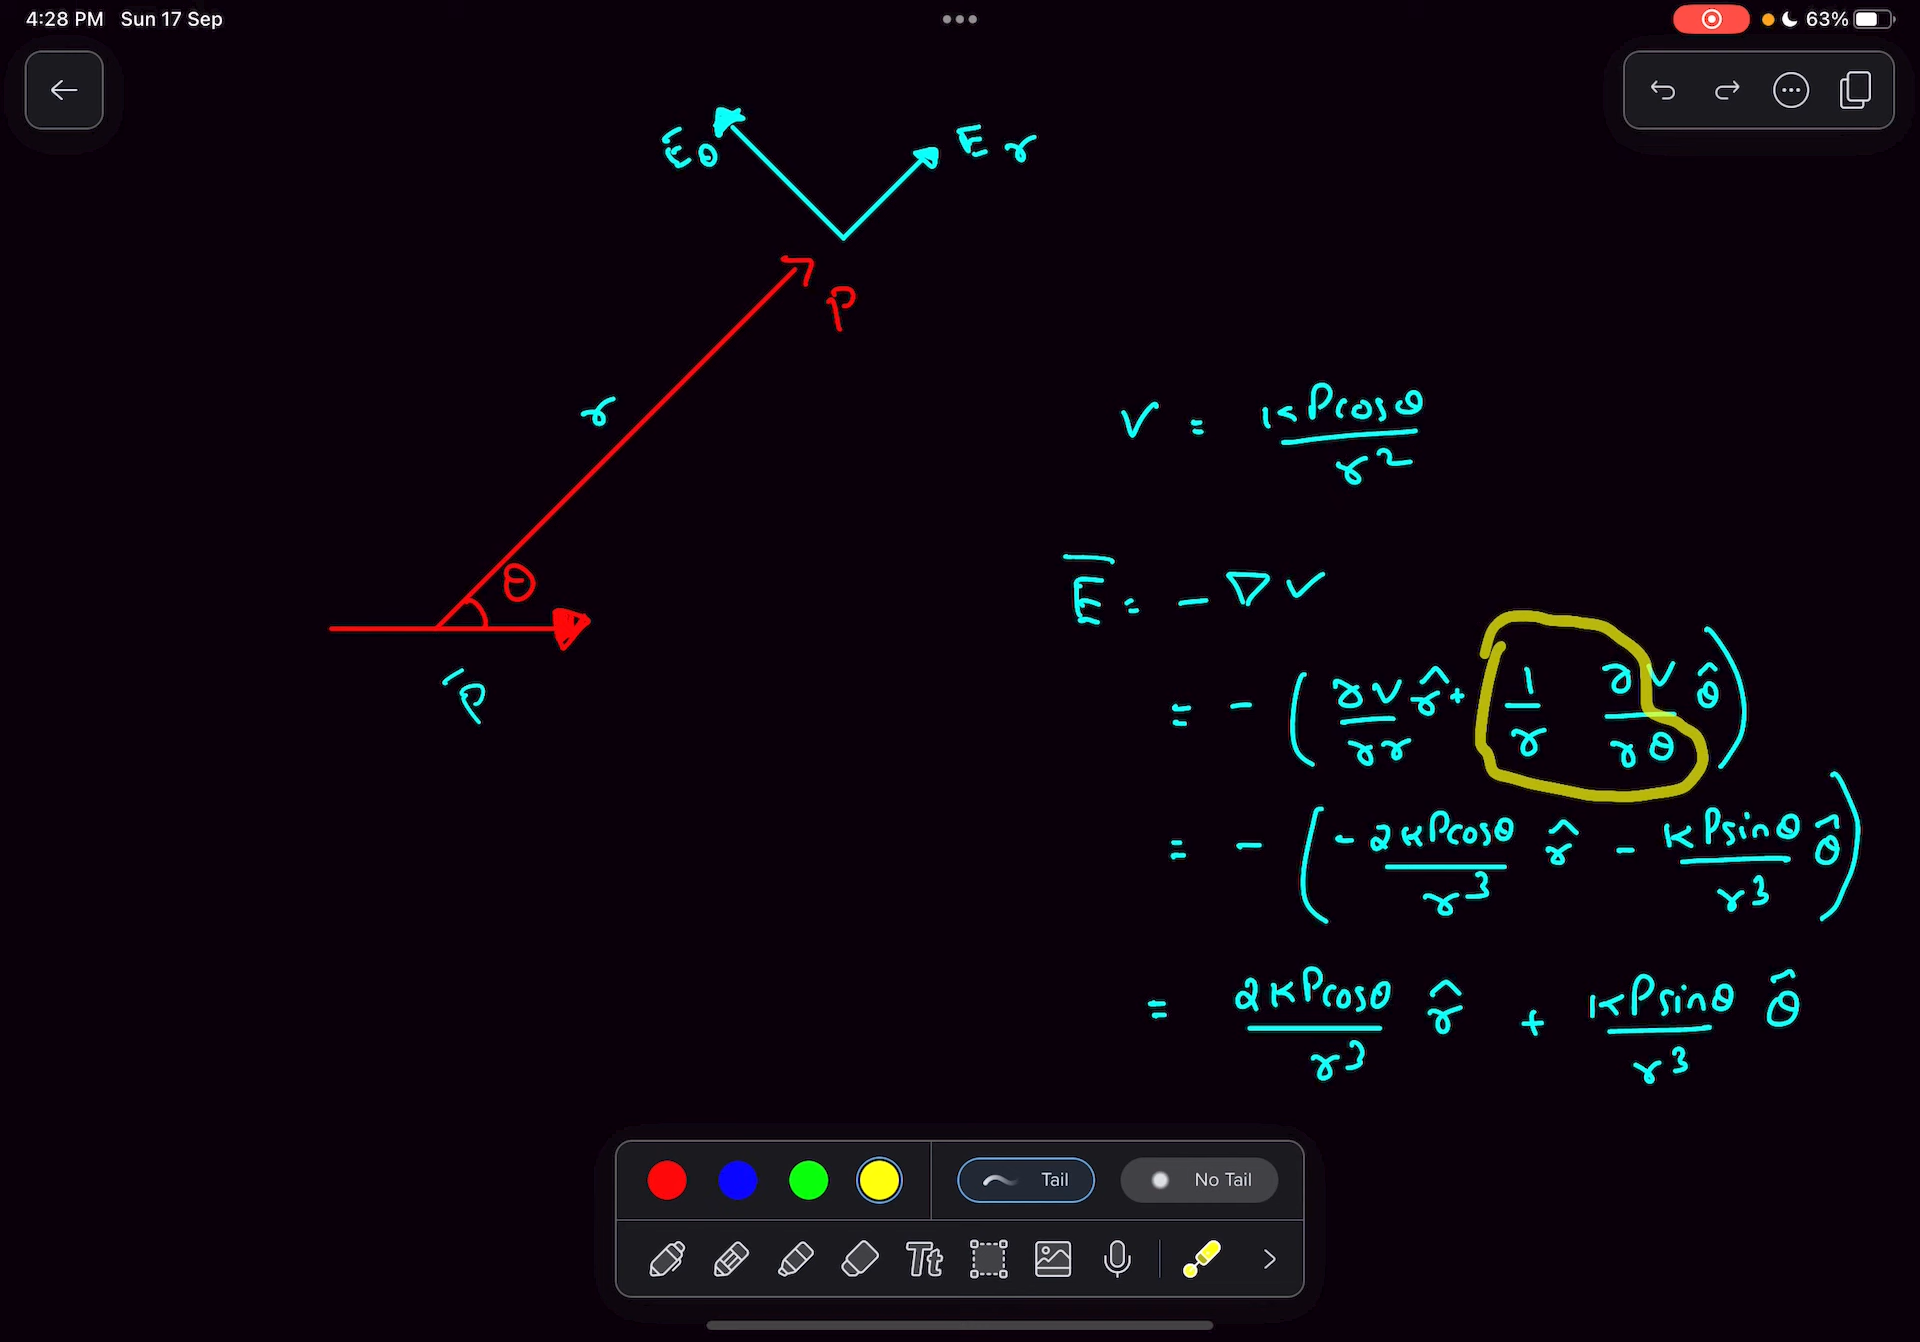 4:28 PM Sun 17 Sep
63%
E̅θ
Er
P
r
θ
P̅
V = KPcosθ / r²
E̅ = - ∇V
= - ( ∂V/∂r r̂ + 1/r ∂V/∂θ θ̂ )
= - ( - 2KPcosθ / r³ r̂ - KPsinθ / r³ θ̂ )
= 2KPcosθ / r³ r̂ + KPsinθ / r³ θ̂
Tail
No Tail
Tt